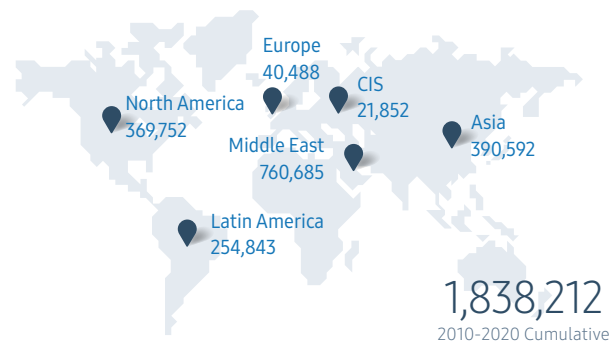 Europe
40,488
CIS
21,852
North America
369,752
Asia
390,592
Middle East
760,685
Latin America
254,843
1,838,212
2010-2020 Cumulative